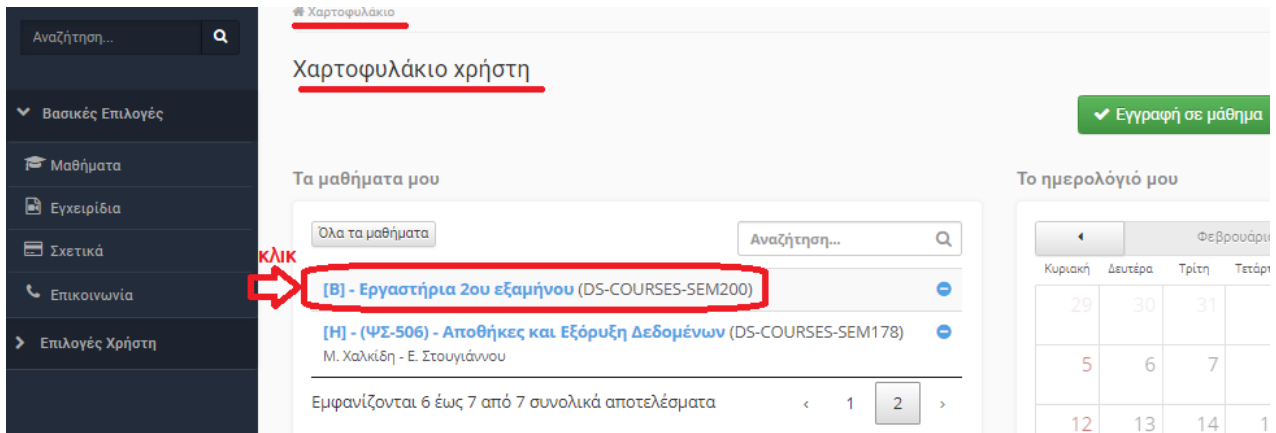 Αναζήτηση...
Βασικές Επιλογές
Μαθήματα
Εγχειρίδια
Σχετικά
Επικοινωνία
Επιλογές Χρήστη
Χαρτοφυλάκιο
Χαρτοφυλάκιο χρήστη
Εγγραφή σε μάθημα
Τα μαθήματα μου
Όλα τα μαθήματα
Αναζήτηση...
κλικ
[Β] - Εργαστήρια 2ου εξαμήνου (DS-COURSES-SEM200)
[Η] - (ΨΣ-506) - Αποθήκες και Εξόρυξη Δεδομένων (DS-COURSES-SEM178)
Μ. Χαλκίδη - Ε. Στουγιάννου
Εμφανίζονται 6 έως 7 από 7 συνολικά αποτελέσματα
‹ 1 2 ›
Το ημερολόγιό μου
Φεβρουάριο
Κυριακή Δευτέρα Τρίτη Τετάρτ
29 30 31
5 6 7
12 13 14 1